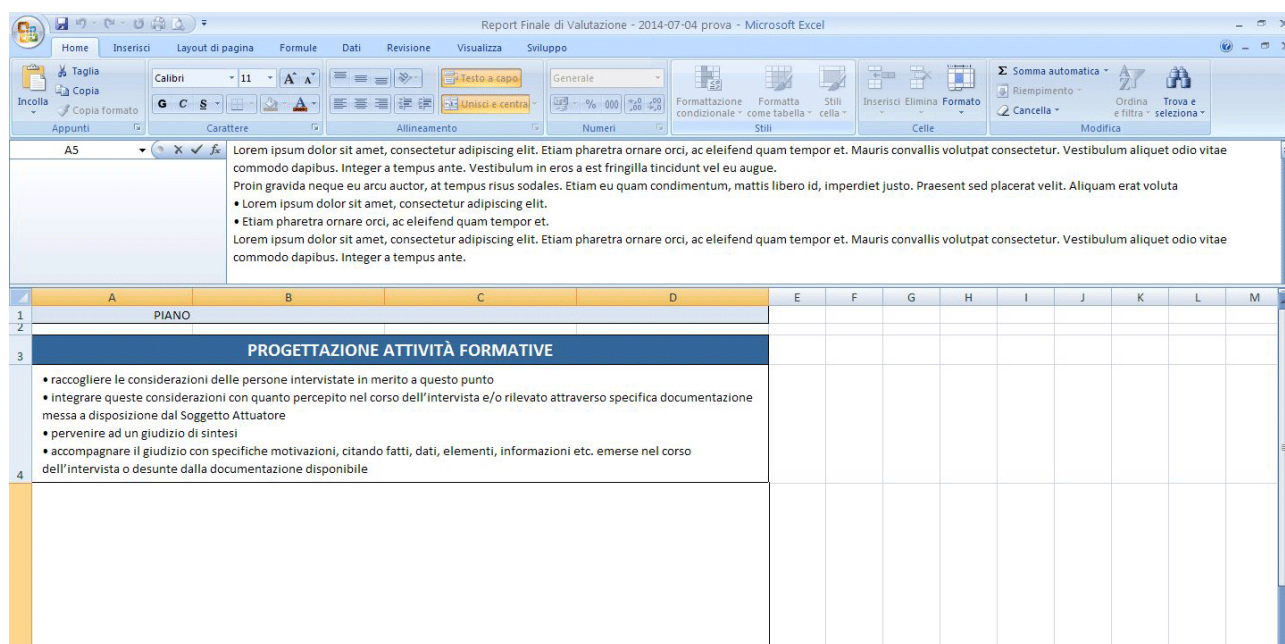 Report Finale di Valutazione - 2014-07-04 prova - Microsoft Excel
Home Inserisci Layout di pagina Formule Dati Revisione Visualizza Sviluppo
Taglia
Copia
Copia formato
Incolla
Appunti
Calibri 11 A A
G C S A
Carattere
Testo a capo
Unisci e centra
Allineamento
Generale
% 000 ,00 ,0
Numeri
Formattazione condizionale
Formatta come tabella
Stili cella
Stili
Inserisci Elimina Formato
Celle
Σ Somma automatica
Riempimento
Cancella
Ordina e filtra
Trova e seleziona
Modifica
A5 fx Lorem ipsum dolor sit amet, consectetur adipiscing elit. Etiam pharetra ornare orci, ac eleifend quam tempor et. Mauris convallis volutpat consectetur. Vestibulum aliquet odio vitae
commodo dapibus. Integer a tempus ante. Vestibulum in eros a est fringilla tincidunt vel eu augue.
Proin gravida neque eu arcu auctor, at tempus risus sodales. Etiam eu quam condimentum, mattis libero id, imperdiet justo. Praesent sed placerat velit. Aliquam erat voluta
• Lorem ipsum dolor sit amet, consectetur adipiscing elit.
• Etiam pharetra ornare orci, ac eleifend quam tempor et.
Lorem ipsum dolor sit amet, consectetur adipiscing elit. Etiam pharetra ornare orci, ac eleifend quam tempor et. Mauris convallis volutpat consectetur. Vestibulum aliquet odio vitae
commodo dapibus. Integer a tempus ante.
A B C D E F G H I J K L M
1 PIANO
2
3 PROGETTAZIONE ATTIVITÀ FORMATIVE
• raccogliere le considerazioni delle persone intervistate in merito a questo punto
• integrare queste considerazioni con quanto percepito nel corso dell'intervista e/o rilevato attraverso specifica documentazione
messa a disposizione dal Soggetto Attuatore
• pervenire ad un giudizio di sintesi
• accompagnare il giudizio con specifiche motivazioni, citando fatti, dati, elementi, informazioni etc. emerse nel corso
4 dell'intervista o desunte dalla documentazione disponibile